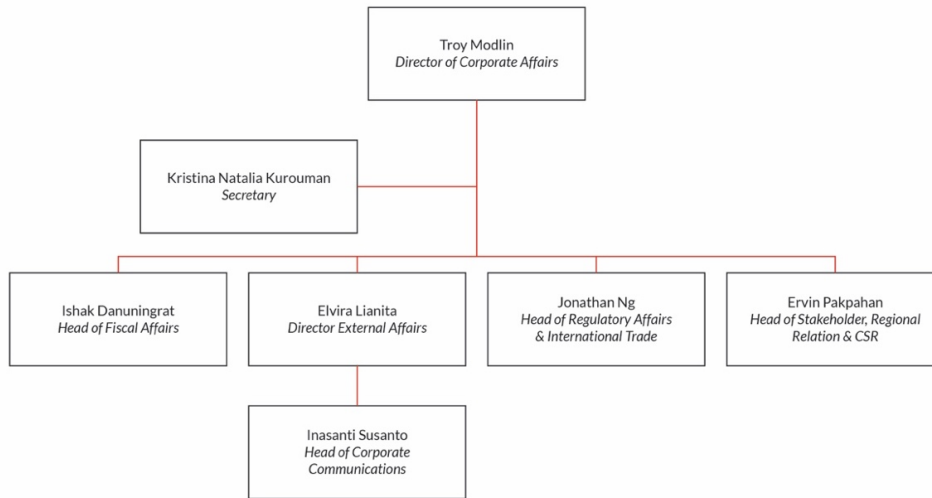 Troy Modlin
Director of Corporate Affairs
Kristina Natalia Kurouman
Secretary
Ishak Danuningrat
Head of Fiscal Affairs
Elvira Lianita
Director External Affairs
Jonathan Ng
Head of Regulatory Affairs
& International Trade
Ervin Pakpahan
Head of Stakeholder, Regional
Relation & CSR
Inasanti Susanto
Head of Corporate
Communications